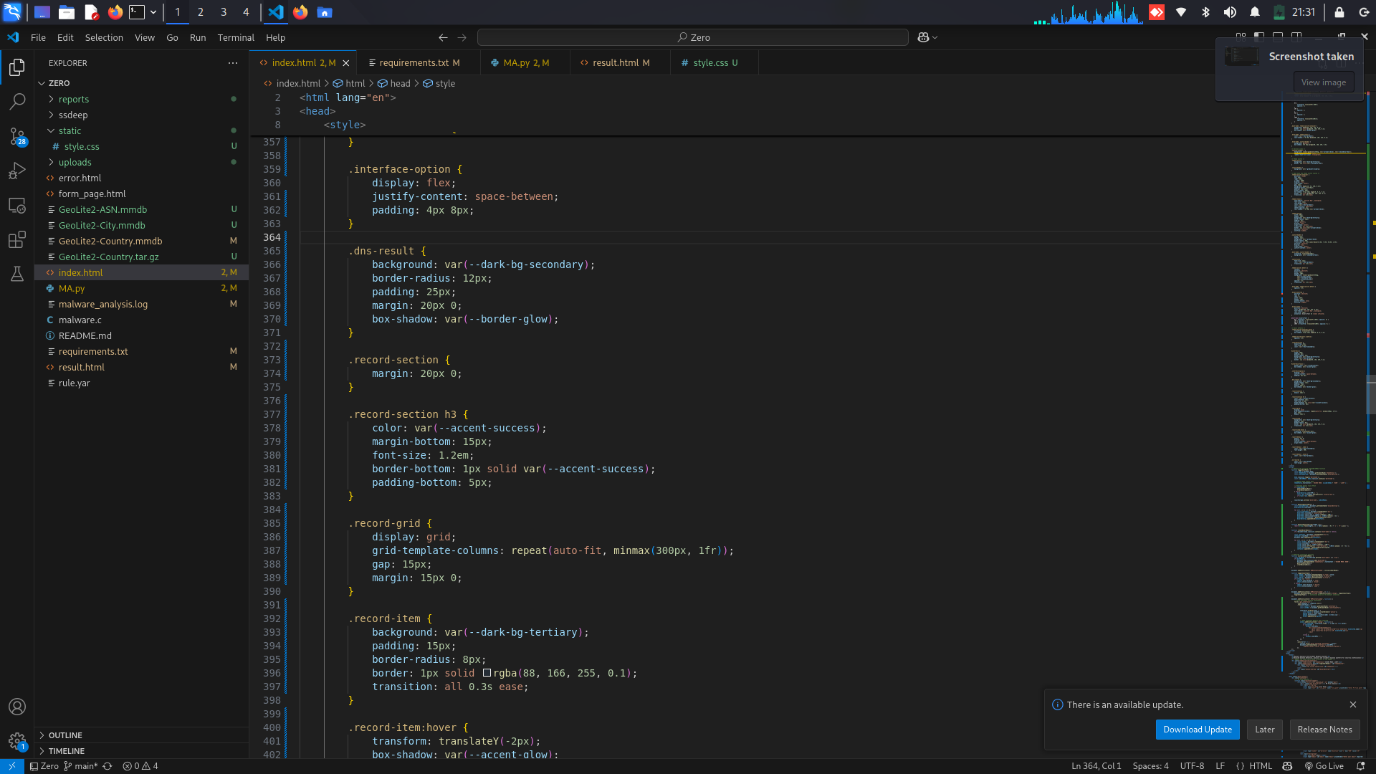 1
2
3
4
21:31
File Edit Selection View Go Run Terminal Help
Zero
Screenshot taken
View image
EXPLORER
ZERO
reports
ssdeep
static
# style.css U
uploads
error.html
form_page.html
GeoLite2-ASN.mmdb U
GeoLite2-City.mmdb U
GeoLite2-Country.mmdb M
GeoLite2-Country.tar.gz U
index.html 2, M
MA.py 2, M
malware_analysis.log M
C malware.c
README.md
requirements.txt M
result.html M
rule.yar
OUTLINE
TIMELINE
28
1
index.html 2, M
requirements.txt M
MA.py 2, M
result.html M
# style.css U
index.html > html > head > style
2 <html lang="en">
3 <head>
8 <style>
357 }
358
359 .interface-option {
360 display: flex;
361 justify-content: space-between;
362 padding: 4px 8px;
363 }
364
365 .dns-result {
366 background: var(--dark-bg-secondary);
367 border-radius: 12px;
368 padding: 25px;
369 margin: 20px 0;
370 box-shadow: var(--border-glow);
371 }
372
373 .record-section {
374 margin: 20px 0;
375 }
376
377 .record-section h3 {
378 color: var(--accent-success);
379 margin-bottom: 15px;
380 font-size: 1.2em;
381 border-bottom: 1px solid var(--accent-success);
382 padding-bottom: 5px;
383 }
384
385 .record-grid {
386 display: grid;
387 grid-template-columns: repeat(auto-fit, minmax(300px, 1fr));
388 gap: 15px;
389 margin: 15px 0;
390 }
391
392 .record-item {
393 background: var(--dark-bg-tertiary);
394 padding: 15px;
395 border-radius: 8px;
396 border: 1px solid rgba(88, 166, 255, 0.1);
397 transition: all 0.3s ease;
398 }
399
400 .record-item:hover {
401 transform: translateY(-2px);
402 box-shadow: var(--accent-glow);
There is an available update.
Download Update
Later
Release Notes
Zero main* 0 4
Ln 364, Col 1 Spaces: 4 UTF-8 LF {} HTML Go Live